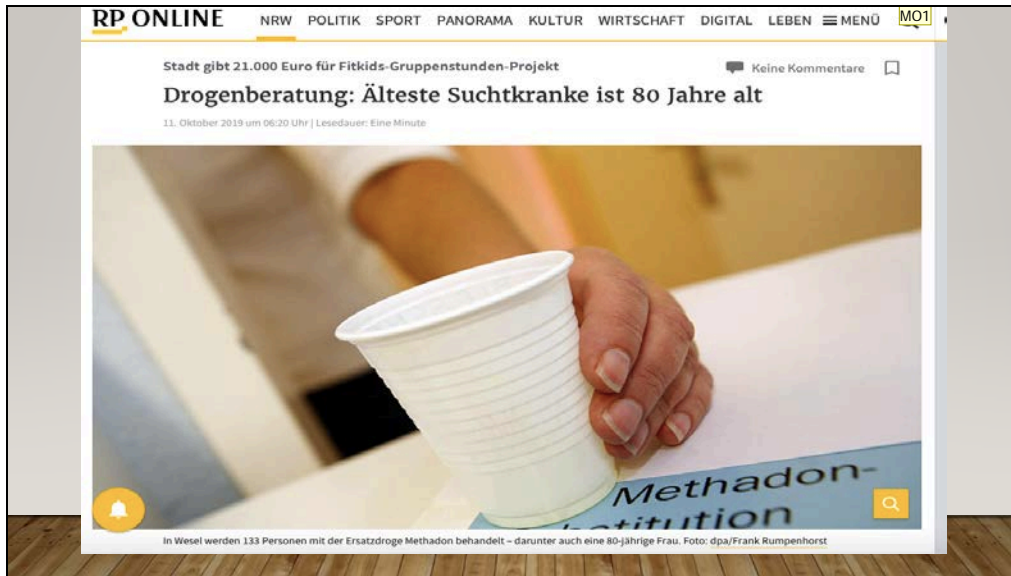 RP ONLINE NRW POLITIK SPORT PANORAMA KULTUR WIRTSCHAFT DIGITAL LEBEN MENÜ MO1
Stadt gibt 21.000 Euro für Fitkids-Gruppenstunden-Projekt Keine Kommentare
Drogenberatung: Älteste Suchtkranke ist 80 Jahre alt
11. Oktober 2019 um 06:20 Uhr | Lesedauer: Eine Minute
Methadon-
stitution
In Wesel werden 133 Personen mit der Ersatzdroge Methadon behandelt – darunter auch eine 80-jährige Frau. Foto: dpa/Frank Rumpenhorst